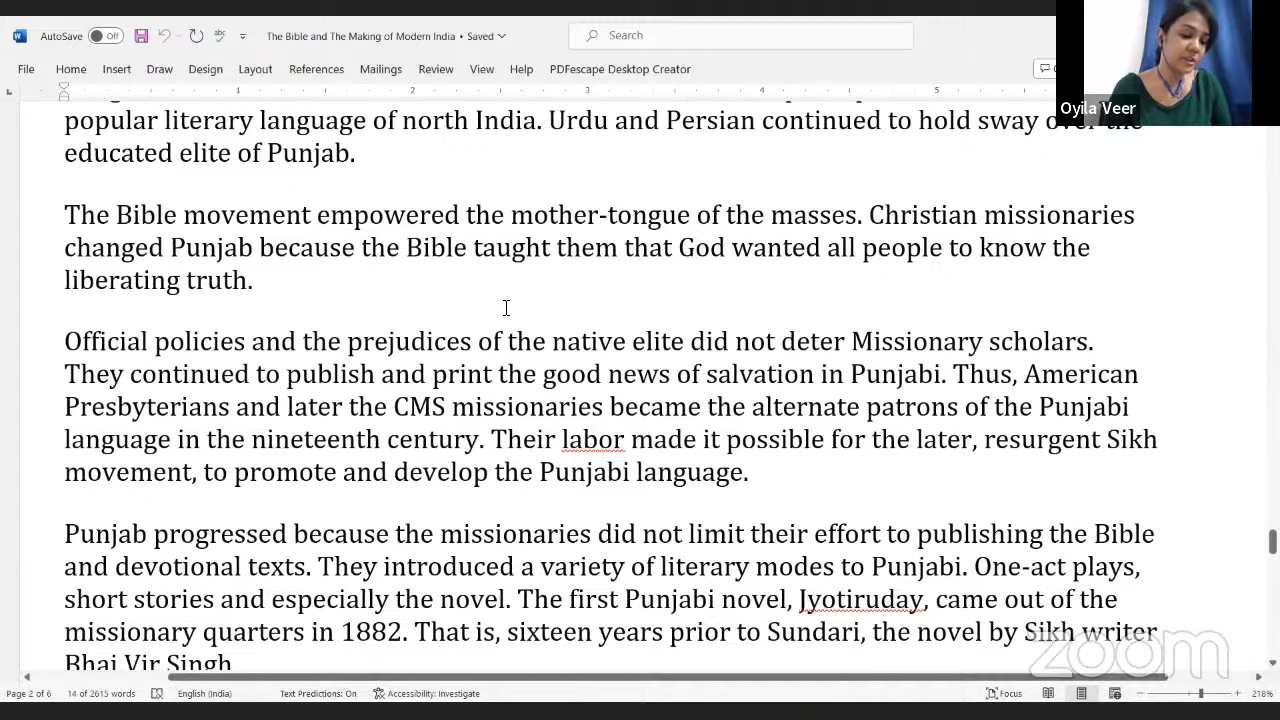 AutoSave Off The Bible and The Making of Modern India • Saved Search
File Home Insert Draw Design Layout References Mailings Review View Help PDFescape Desktop Creator
Oyila Veer
1 2 3 4 5
popular literary language of north India. Urdu and Persian continued to hold sway over the
educated elite of Punjab.
The Bible movement empowered the mother-tongue of the masses. Christian missionaries
changed Punjab because the Bible taught them that God wanted all people to know the
liberating truth.
Official policies and the prejudices of the native elite did not deter Missionary scholars.
They continued to publish and print the good news of salvation in Punjabi. Thus, American
Presbyterians and later the CMS missionaries became the alternate patrons of the Punjabi
language in the nineteenth century. Their labor made it possible for the later, resurgent Sikh
movement, to promote and develop the Punjabi language.
Punjab progressed because the missionaries did not limit their effort to publishing the Bible
and devotional texts. They introduced a variety of literary modes to Punjabi. One-act plays,
short stories and especially the novel. The first Punjabi novel, Jyotiruday, came out of the
missionary quarters in 1882. That is, sixteen years prior to Sundari, the novel by Sikh writer
Bhai Vir Singh
zoom
Page 2 of 6 14 of 2615 words English (India) Text Predictions: On Accessibility: Investigate Focus 218%